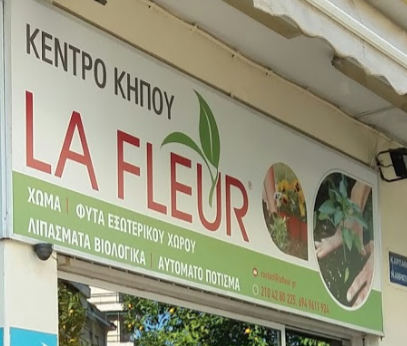 ΚΕΝΤΡΟ ΚΗΠΟΥ
LA FLEUR®
ΧΩΜΑ | ΦΥΤΑ ΕΞΩΤΕΡΙΚΟΥ ΧΩΡΟΥ
ΛΙΠΑΣΜΑΤΑ ΒΙΟΛΟΓΙΚΑ | ΑΥΤΟΜΑΤΟ ΠΟΤΙΣΜΑ